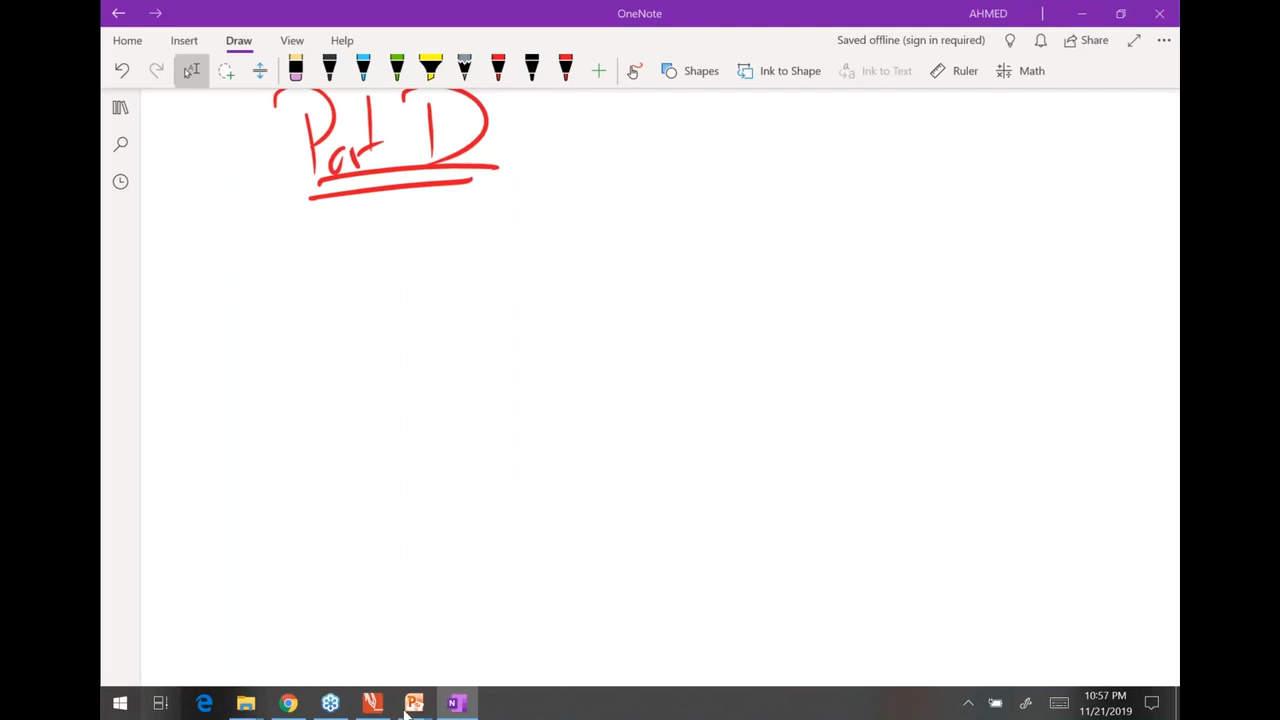 OneNote
AHMED
Home Insert Draw View Help
Saved offline (sign in required) Share
Shapes Ink to Shape Ink to Text Ruler Math
Part D
10:57 PM
11/21/2019